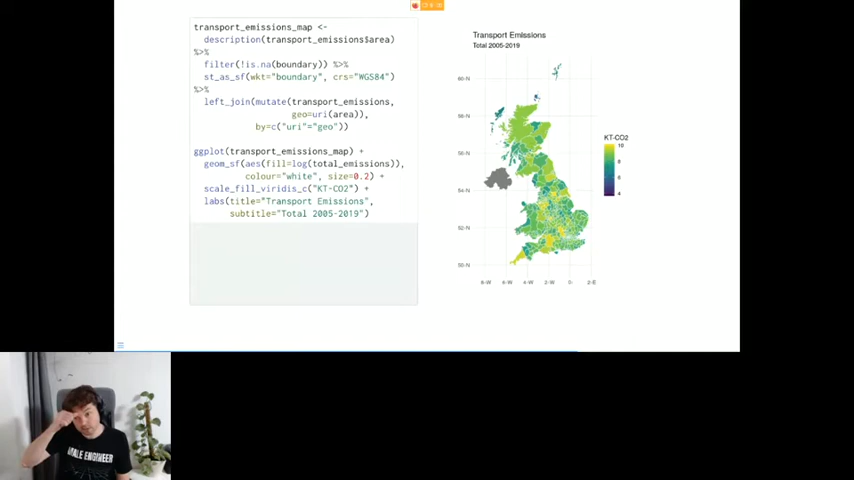 transport_emissions_map <-
description(transport_emissions$area)
%>%
filter(!is.na(boundary)) %>%
st_as_sf(wkt="boundary", crs="WGS84")
%>%
left_join(mutate(transport_emissions,
geo=uri(area)),
by=c("uri"="geo"))
ggplot(transport_emissions_map) +
geom_sf(aes(fill=log(total_emissions)),
colour="white", size=0.2) +
scale_fill_viridis_c("KT-CO2") +
labs(title="Transport Emissions",
subtitle="Total 2005-2019")
Transport Emissions
Total 2005-2019
60◦N
58◦N
56◦N
54◦N
52◦N
50◦N
8◦W 6◦W 4◦W 2◦W 0◦ 2◦E
KT-CO2
10
8
6
4
ENGINEER